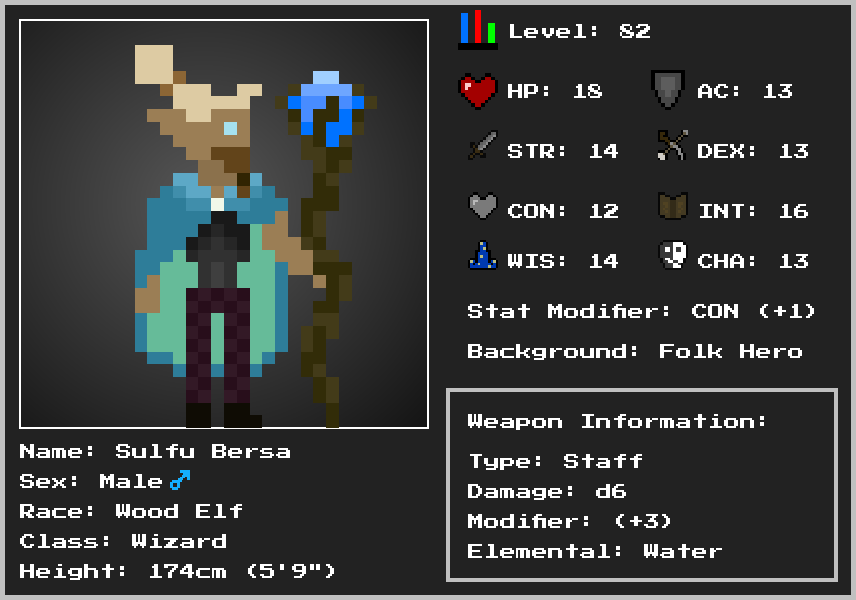 Level: 82
HP: 18
AC: 13
STR: 14
DEX: 13
CON: 12
INT: 16
WIS: 14
CHA: 13
Stat Modifier: CON (+1)
Background: Folk Hero
Weapon Information:
Type: Staff
Damage: d6
Modifier: (+3)
Elemental: Water
Name: Sulfu Bersa
Sex: Male♂
Race: Wood Elf
Class: Wizard
Height: 174cm (5'9")